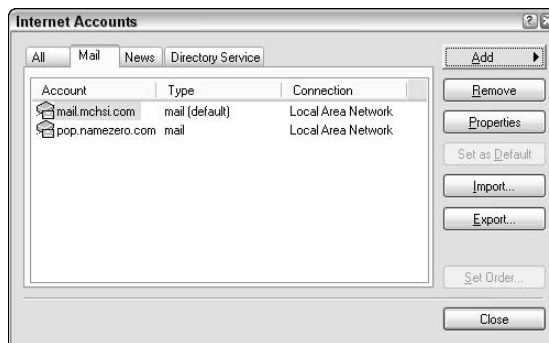 Internet Accounts
All Mail News Directory Service
Account Type Connection
mail.mchsi.com mail (default) Local Area Network
pop.namezero.com mail Local Area Network
Add
Remove
Properties
Set as Default
Import...
Export...
Set Order...
Close